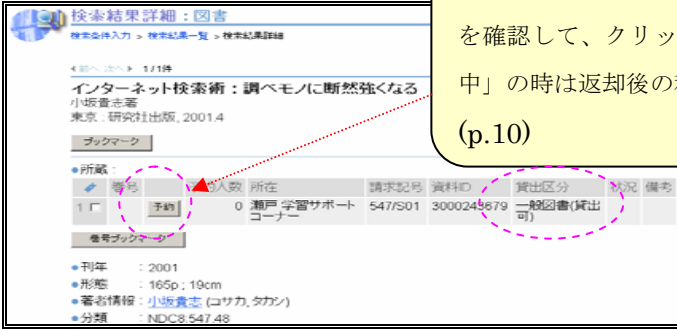 検索結果詳細：図書
検索条件入力 > 検索結果一覧 > 検索結果詳細
を確認して、クリッ
中」の時は返却後の
(p.10)
<前へ 次へ> 1/1件
インターネット検索術：調べモノに断然強くなる
小坂貴志著
東京：研究社出版, 2001.4
ブックマーク
●所蔵：
巻号 予約人数 所在 請求記号 資料ID 貸出区分 状況 備考
1 予約 0 瀬戸 学習サポートコーナー 547/S01 3000243679 一般図書(貸出可)
巻号ブックマーク
●刊年 : 2001
●形態 : 165p ; 19cm
●著者情報 : 小坂貴志 (コサカ, タカシ)
●分類 : NDC8:547.48